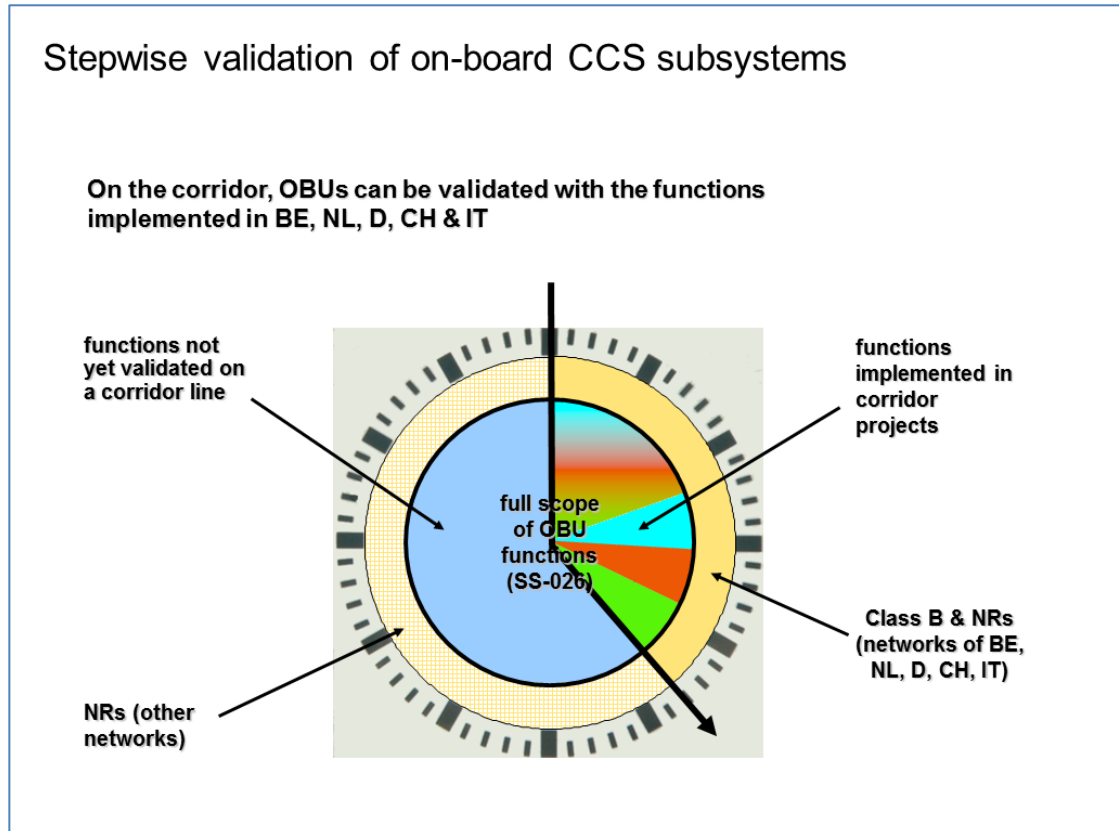 Stepwise validation of on-board CCS subsystems
On the corridor, OBUs can be validated with the functions
implemented in BE, NL, D, CH & IT
functions not
yet validated on
a corridor line
functions
implemented in
corridor
projects
full scope
of OBU
functions
(SS-026)
Class B & NRs
(networks of BE,
NL, D, CH, IT)
NRs (other
networks)